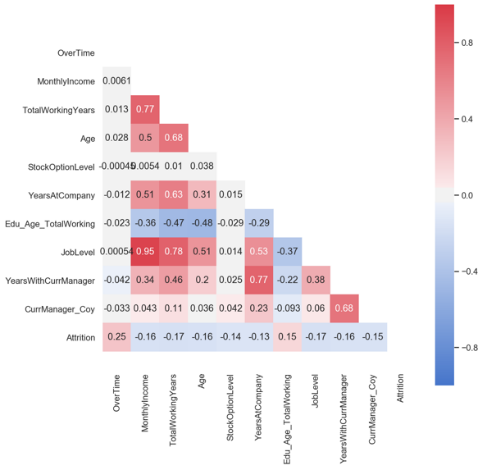 OverTime
MonthlyIncome 0.0061
TotalWorkingYears 0.013 0.77
Age 0.028 0.5 0.68
StockOptionLevel -0.00045 0.0054 0.01 0.038
YearsAtCompany -0.012 0.51 0.63 0.31 0.015
Edu_Age_TotalWorking -0.023 -0.36 -0.47 -0.48 -0.029 -0.29
JobLevel 0.00054 0.95 0.78 0.51 0.014 0.53 -0.37
YearsWithCurrManager -0.042 0.34 0.46 0.2 0.025 0.77 -0.22 0.38
CurrManager_Coy -0.033 0.043 0.11 0.036 0.042 0.23 -0.093 0.06 0.68
Attrition 0.25 -0.16 -0.17 -0.16 -0.14 -0.13 0.15 -0.17 -0.16 -0.15
OverTime
MonthlyIncome
TotalWorkingYears
Age
StockOptionLevel
YearsAtCompany
Edu_Age_TotalWorking
JobLevel
YearsWithCurrManager
CurrManager_Coy
Attrition
0.8
0.4
0.0
-0.4
-0.8